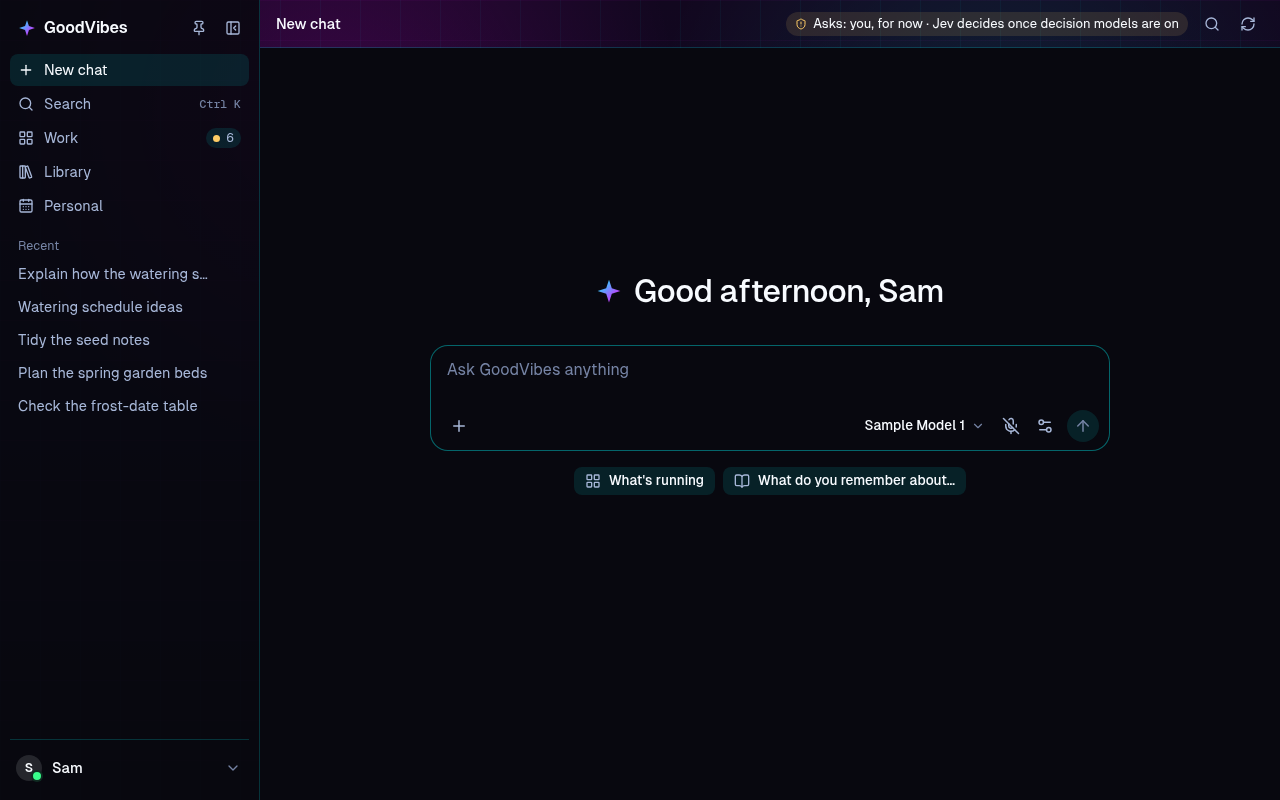 GoodVibes
New chat
Search Ctrl K
Work 6
Library
Personal
Recent
Explain how the watering s…
Watering schedule ideas
Tidy the seed notes
Plan the spring garden beds
Check the frost-date table
S Sam
New chat
Asks: you, for now · Jev decides once decision models are on
Good afternoon, Sam
Ask GoodVibes anything
Sample Model 1
What's running
What do you remember about…